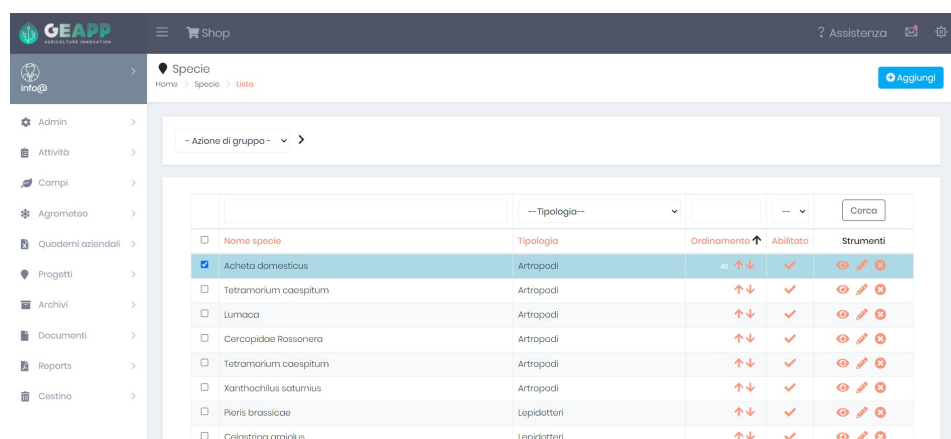 GEAPP
AGRICULTURE INNOVATION
Shop
? Assistenza
info@
Specie
Home > Specie > Lista
Aggiungi
Admin
Attività
Campi
Agrometeo
Quaderni aziendali
Progetti
Archivi
Documenti
Reports
Cestino
- Azione di gruppo -
--Tipologia-- -- Cerca
Nome specie Tipologia Ordinamento Abilitato Strumenti
Acheta domesticus Artropodi 40
Tetramorium caespitum Artropodi
Lumaca Artropodi
Cercopidae Rossonera Artropodi
Tetramorium caespitum Artropodi
Xanthochilus saturnius Artropodi
Pieris brassicae Lepidotteri
Celastrina argiolus Lepidotteri